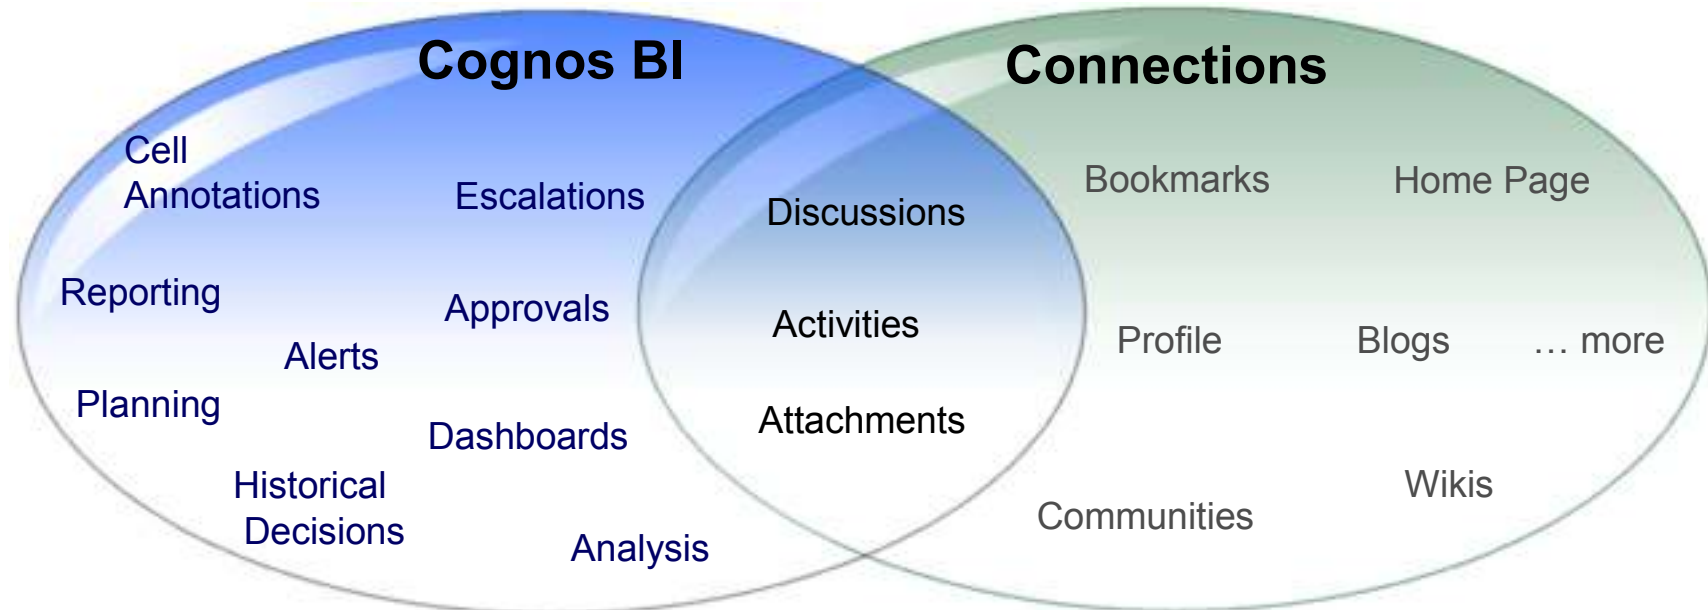 Cognos BI
Connections
Cell
Annotations
Escalations
Reporting
Approvals
Alerts
Planning
Dashboards
Historical
Decisions
Analysis
Discussions
Activities
Attachments
Bookmarks
Home Page
Profile
Blogs
… more
Wikis
Communities